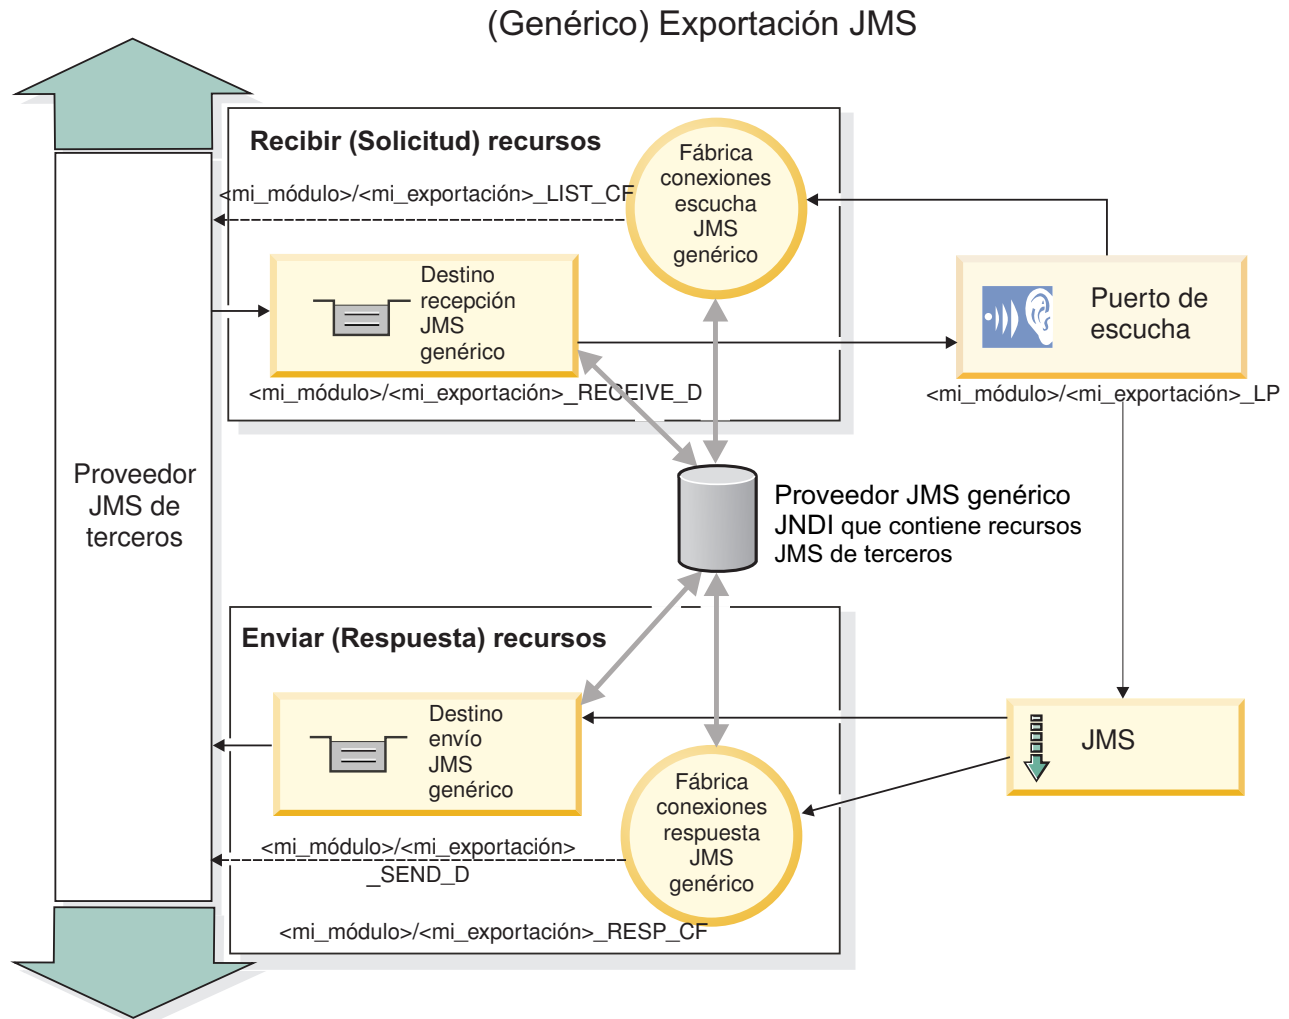 (Genérico) Exportación JMS
Recibir (Solicitud) recursos
<mi_módulo>/<mi_exportación>_LIST_CF
Fábrica
conexiones
escucha
JMS
genérico
Destino
recepción
JMS
genérico
<mi_módulo>/<mi_exportación>_RECEIVE_D
Puerto de
escucha
<mi_módulo>/<mi_exportación>_LP
Proveedor
JMS de
terceros
Proveedor JMS genérico
JNDI que contiene recursos
JMS de terceros
Enviar (Respuesta) recursos
Destino
envío
JMS
genérico
<mi_módulo>/<mi_exportación>
_SEND_D
Fábrica
conexiones
respuesta
JMS
genérico
<mi_módulo>/<mi_exportación>_RESP_CF
JMS